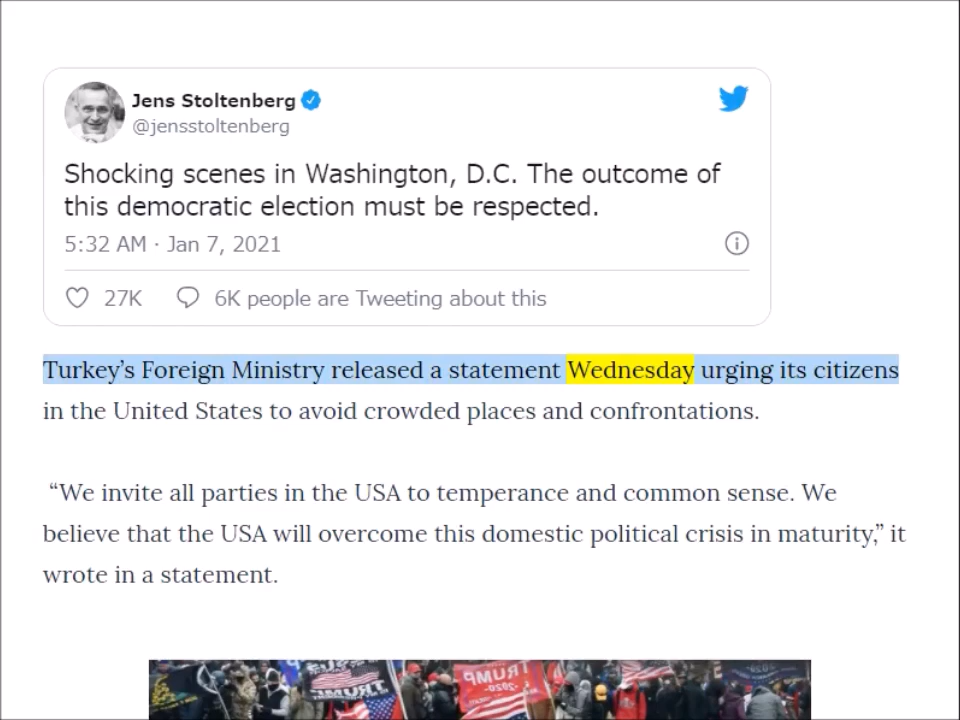 Jens Stoltenberg
@jensstoltenberg
Shocking scenes in Washington, D.C. The outcome of
this democratic election must be respected.
5:32 AM · Jan 7, 2021
27K 6K people are Tweeting about this
Turkey’s Foreign Ministry released a statement Wednesday urging its citizens
in the United States to avoid crowded places and confrontations.
“We invite all parties in the USA to temperance and common sense. We
believe that the USA will overcome this domestic political crisis in maturity,” it
wrote in a statement.
TRUMP
TRUMP
2020